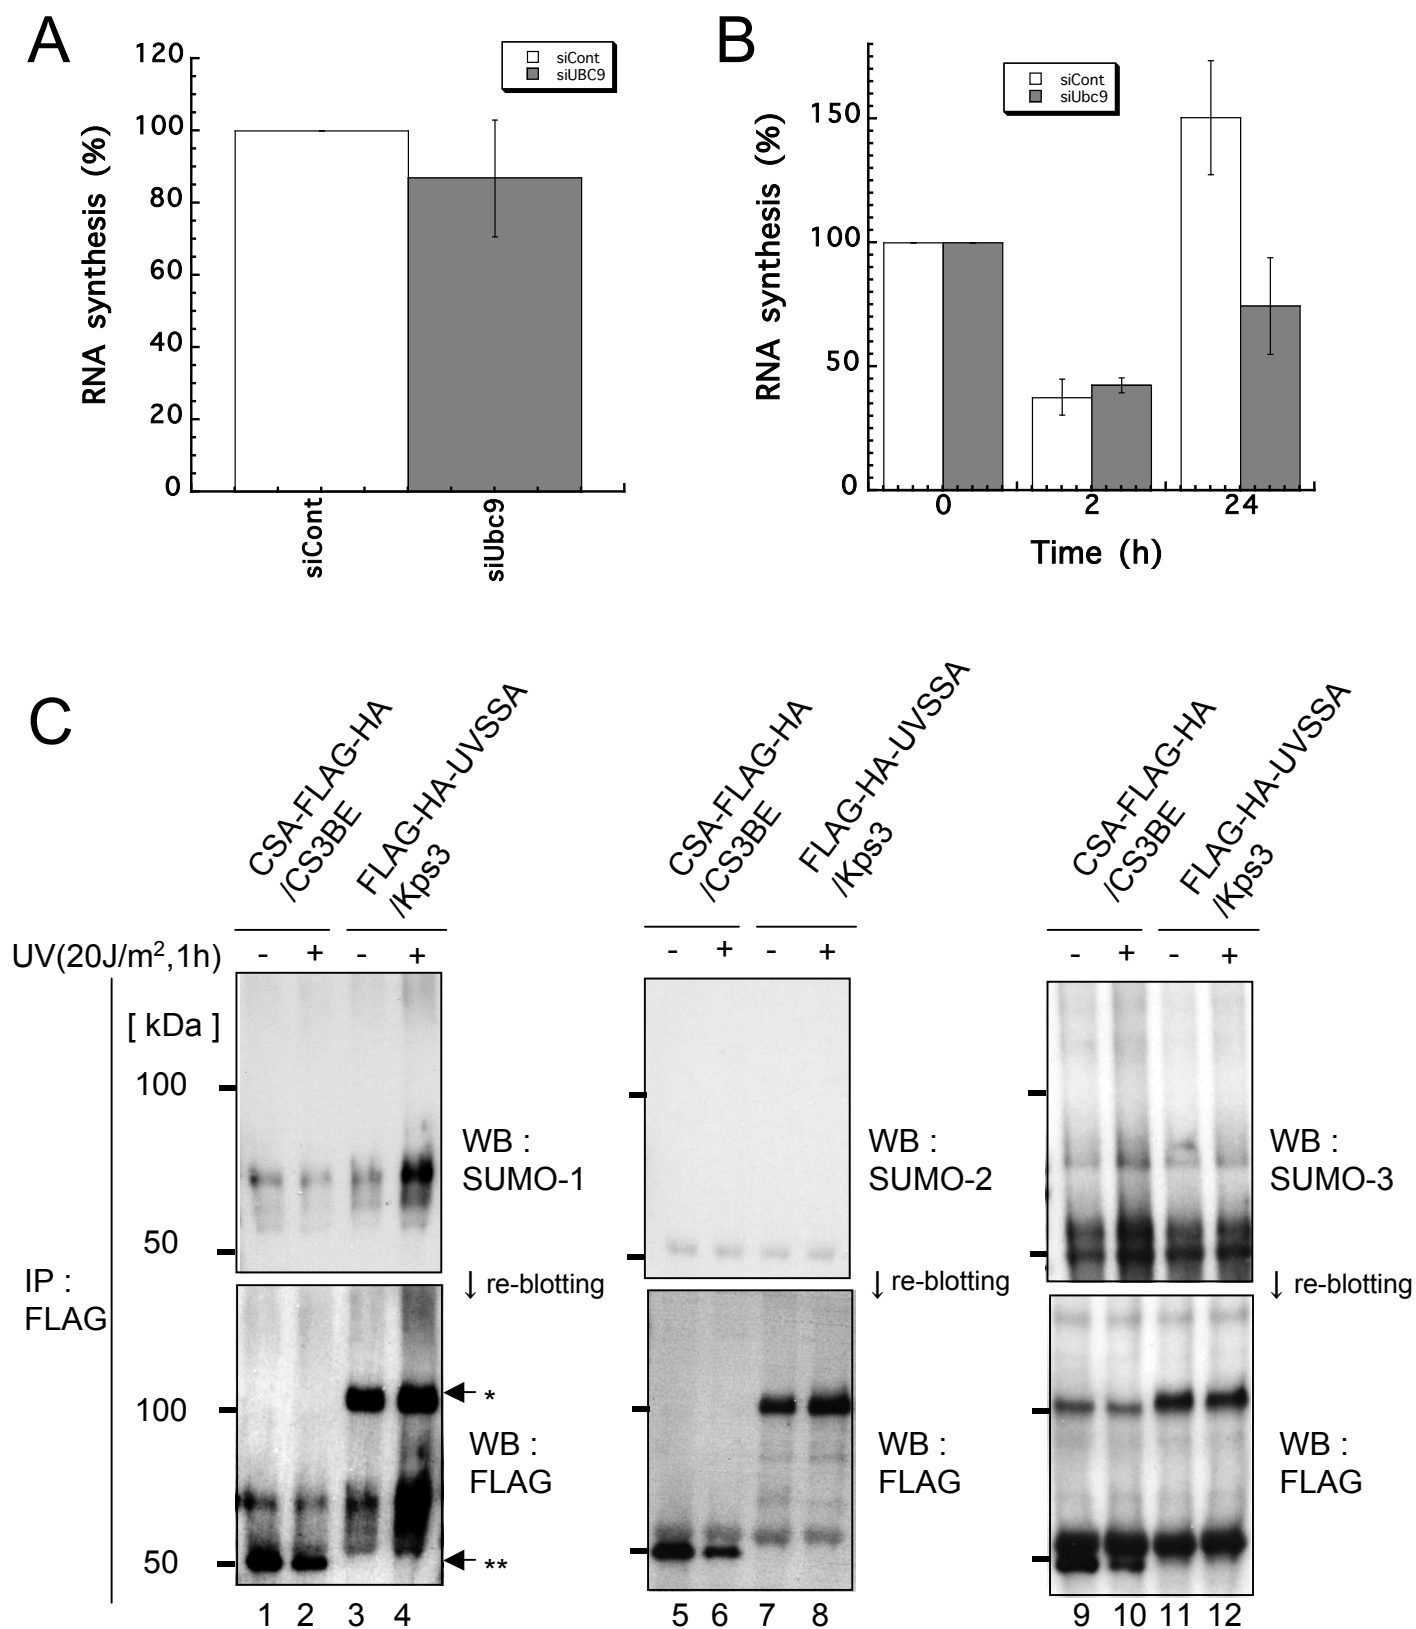 A
120
100
80
60
40
20
0
RNA synthesis (%)
siCont
siUBC9
siCont
siUbc9
B
150
100
50
0
RNA synthesis (%)
siCont
siUbc9
0
2
24
Time (h)
C
CSA-FLAG-HA
/CS3BE
FLAG-HA-UVSSA
/Kps3
CSA-FLAG-HA
/CS3BE
FLAG-HA-UVSSA
/Kps3
CSA-FLAG-HA
/CS3BE
FLAG-HA-UVSSA
/Kps3
UV(20J/m²,1h) - + - +
- + - +
- + - +
[ kDa ]
100
50
WB :
SUMO-1
WB :
SUMO-2
WB :
SUMO-3
↓ re-blotting
↓ re-blotting
↓ re-blotting
IP :
FLAG
100
50
*
**
WB :
FLAG
WB :
FLAG
WB :
FLAG
1 2 3 4
5 6 7 8
9 10 11 12